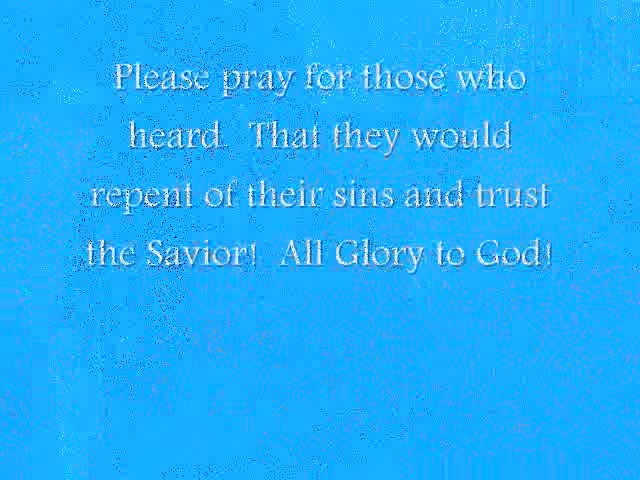 Please pray for those who
heard. That they would
repent of their sins and trust
the Savior! All Glory to God!